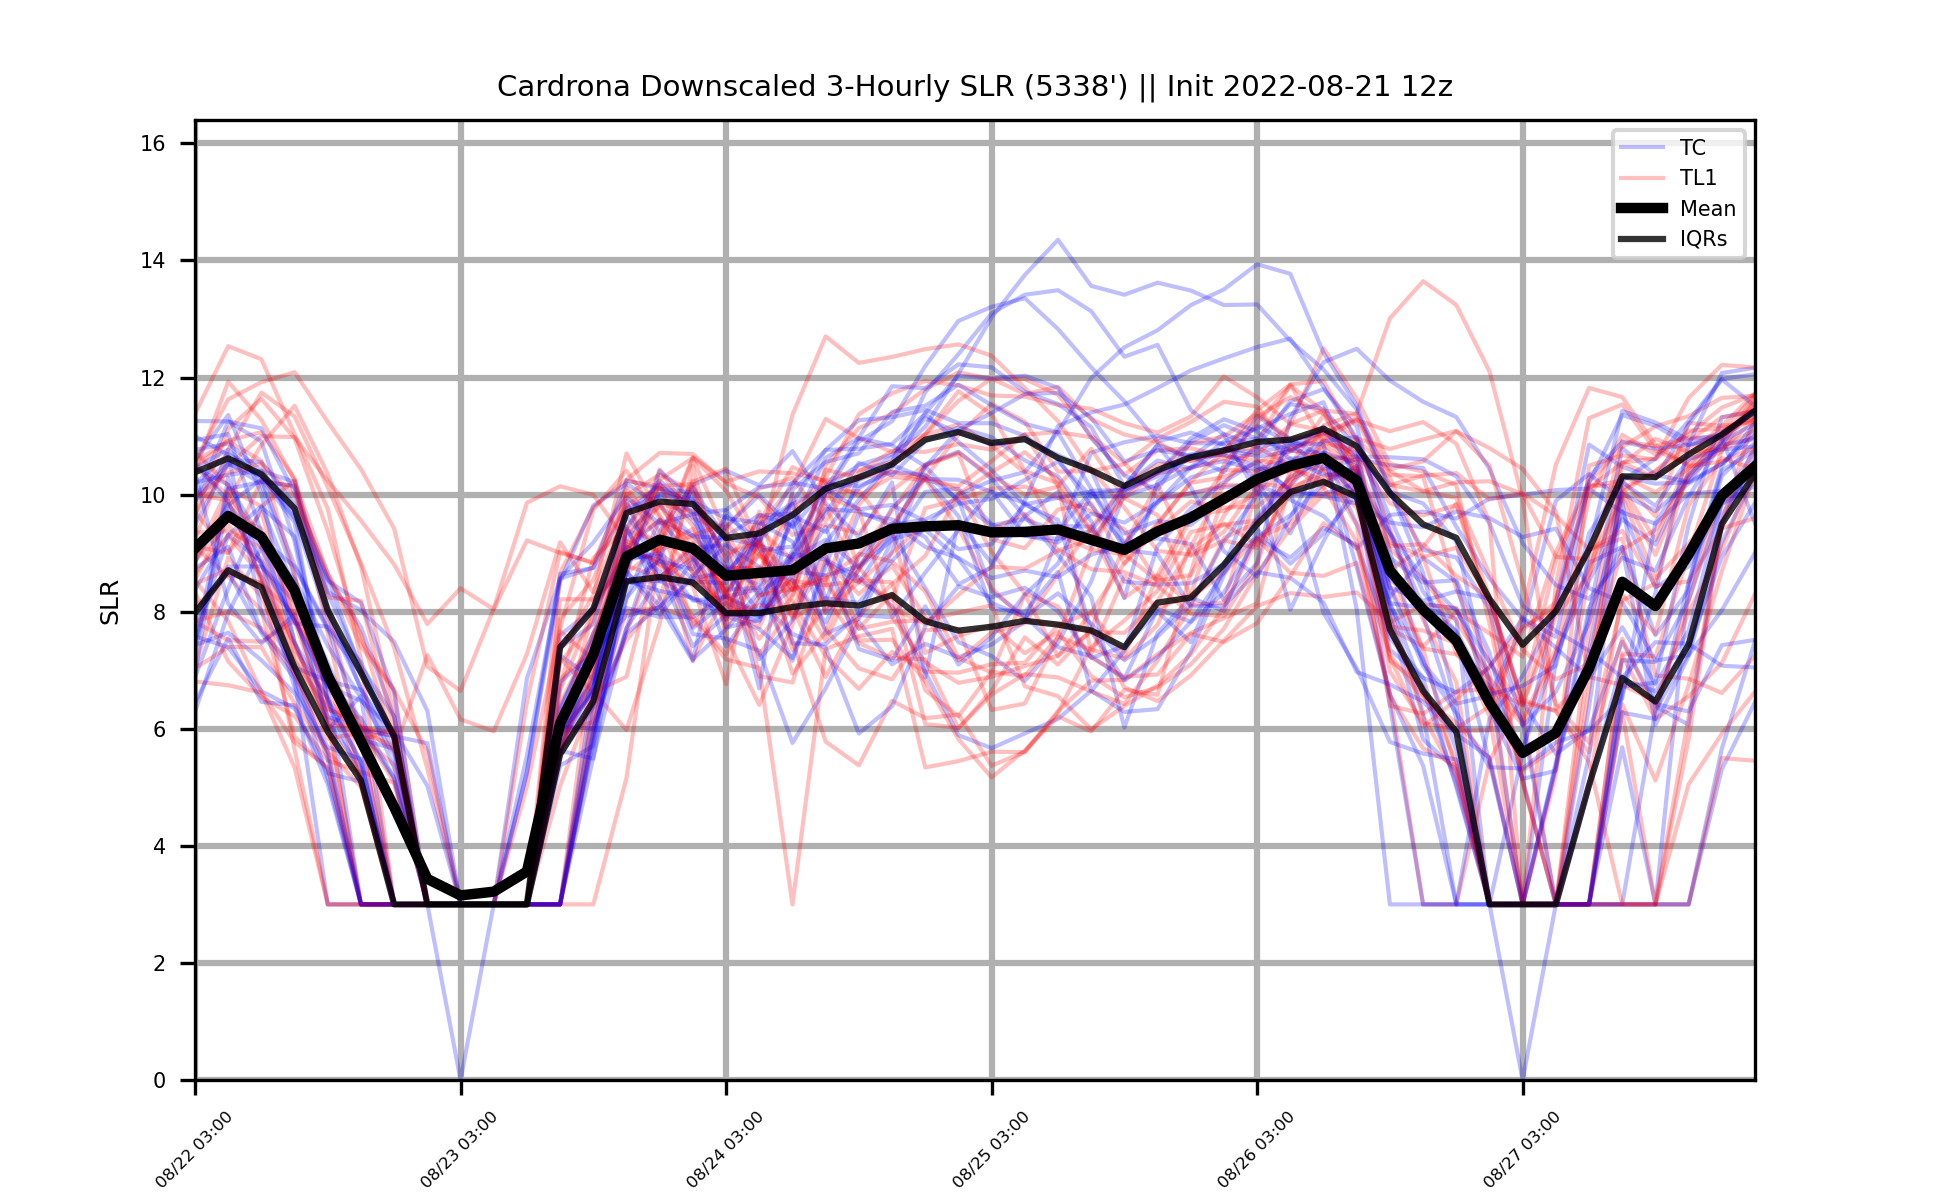 Cardrona Downscaled 3-Hourly SLR (5338') || Init 2022-08-21 12z
TC
TL1
Mean
IQRs
SLR
16
14
12
10
8
6
4
2
0
08/22 03:00
08/23 03:00
08/24 03:00
08/25 03:00
08/26 03:00
08/27 03:00